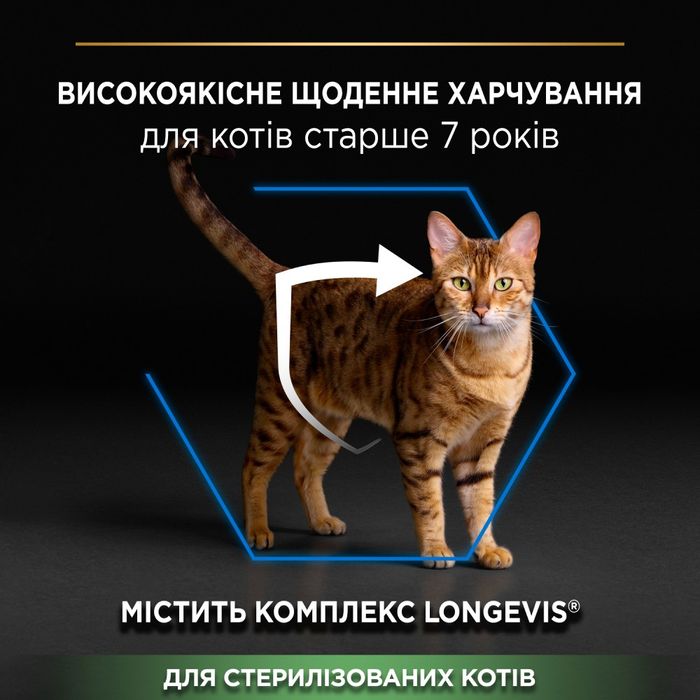 ВИСОКОЯКІСНЕ ЩОДЕННЕ ХАРЧУВАННЯ
для котів старше 7 років
МІСТИТЬ КОМПЛЕКС LONGEVIS®
ДЛЯ СТЕРИЛІЗОВАНИХ КОТІВ